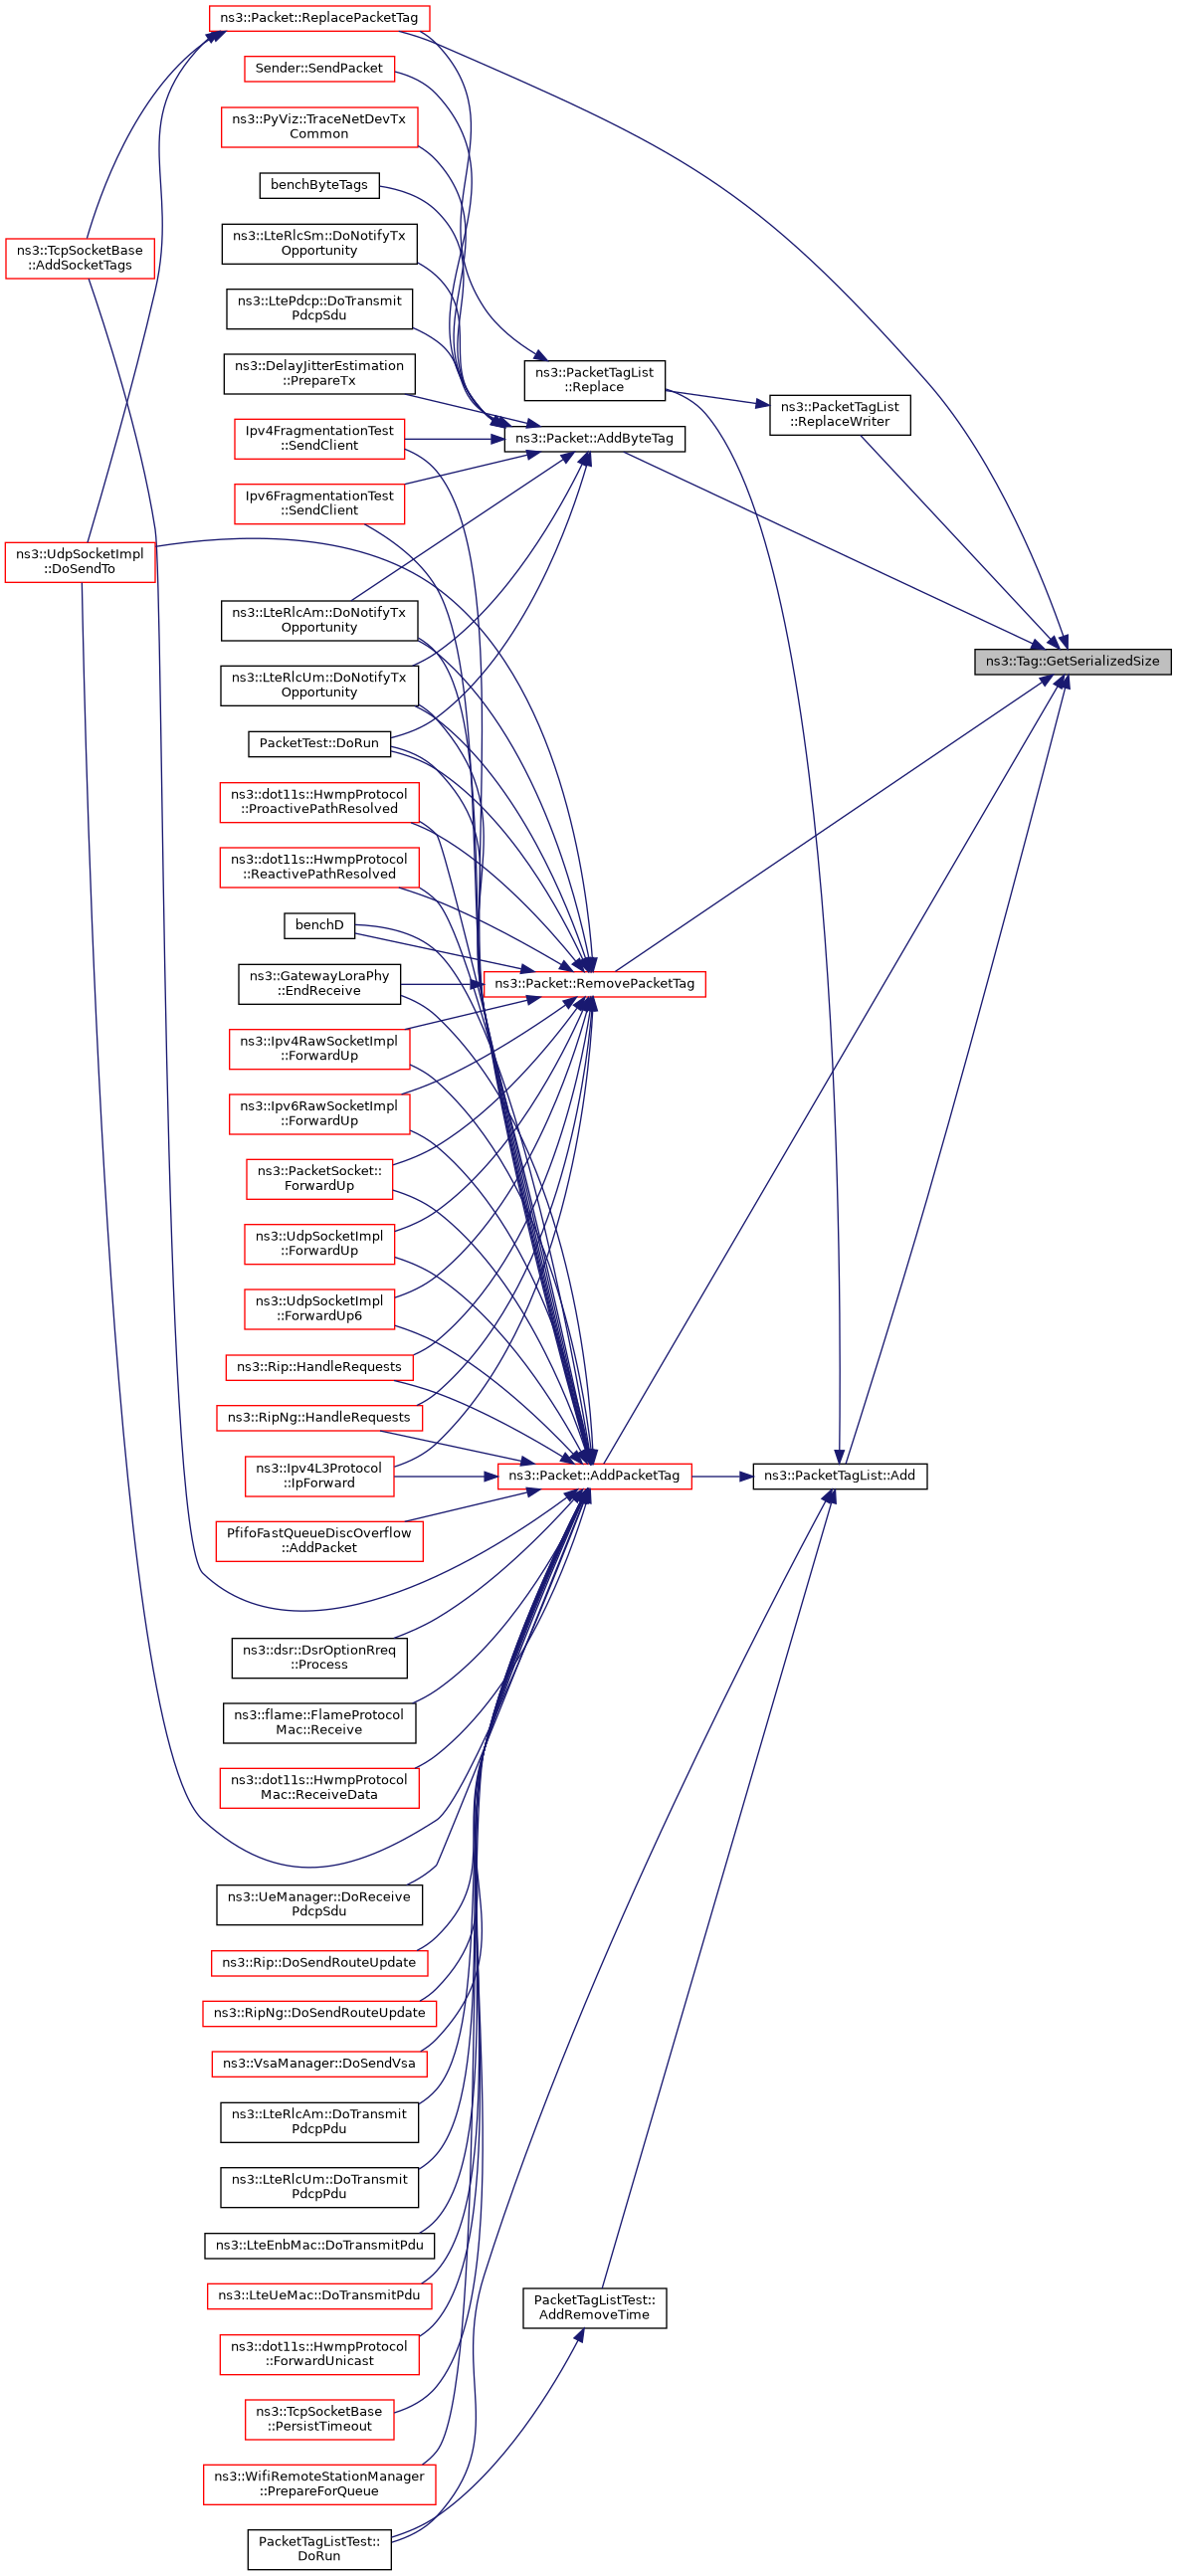 ns3::Packet::ReplacePacketTag
Sender::SendPacket
ns3::PyViz::TraceNetDevTx
Common
benchByteTags
ns3::LteRlcSm::DoNotifyTx
Opportunity
ns3::TcpSocketBase
::AddSocketTags
ns3::LtePdcp::DoTransmit
PdcpSdu
ns3::DelayJitterEstimation
::PrepareTx
ns3::PacketTagList
::Replace
ns3::PacketTagList
::ReplaceWriter
Ipv4FragmentationTest
::SendClient
ns3::Packet::AddByteTag
Ipv6FragmentationTest
::SendClient
ns3::UdpSocketImpl
::DoSendTo
ns3::LteRlcAm::DoNotifyTx
Opportunity
ns3::Tag::GetSerializedSize
ns3::LteRlcUm::DoNotifyTx
Opportunity
PacketTest::DoRun
ns3::dot11s::HwmpProtocol
::ProactivePathResolved
ns3::dot11s::HwmpProtocol
::ReactivePathResolved
benchD
ns3::GatewayLoraPhy
::EndReceive
ns3::Packet::RemovePacketTag
ns3::Ipv4RawSocketImpl
::ForwardUp
ns3::Ipv6RawSocketImpl
::ForwardUp
ns3::PacketSocket::
ForwardUp
ns3::UdpSocketImpl
::ForwardUp
ns3::UdpSocketImpl
::ForwardUp6
ns3::Rip::HandleRequests
ns3::RipNg::HandleRequests
ns3::Ipv4L3Protocol
::IpForward
ns3::Packet::AddPacketTag
ns3::PacketTagList::Add
PfifoFastQueueDiscOverflow
::AddPacket
ns3::dsr::DsrOptionRreq
::Process
ns3::flame::FlameProtocol
Mac::Receive
ns3::dot11s::HwmpProtocol
Mac::ReceiveData
ns3::UeManager::DoReceive
PdcpSdu
ns3::Rip::DoSendRouteUpdate
ns3::RipNg::DoSendRouteUpdate
ns3::VsaManager::DoSendVsa
ns3::LteRlcAm::DoTransmit
PdcpPdu
ns3::LteRlcUm::DoTransmit
PdcpPdu
ns3::LteEnbMac::DoTransmitPdu
ns3::LteUeMac::DoTransmitPdu
PacketTagListTest::
AddRemoveTime
ns3::dot11s::HwmpProtocol
::ForwardUnicast
ns3::TcpSocketBase
::PersistTimeout
ns3::WifiRemoteStationManager
::PrepareForQueue
PacketTagListTest::
DoRun